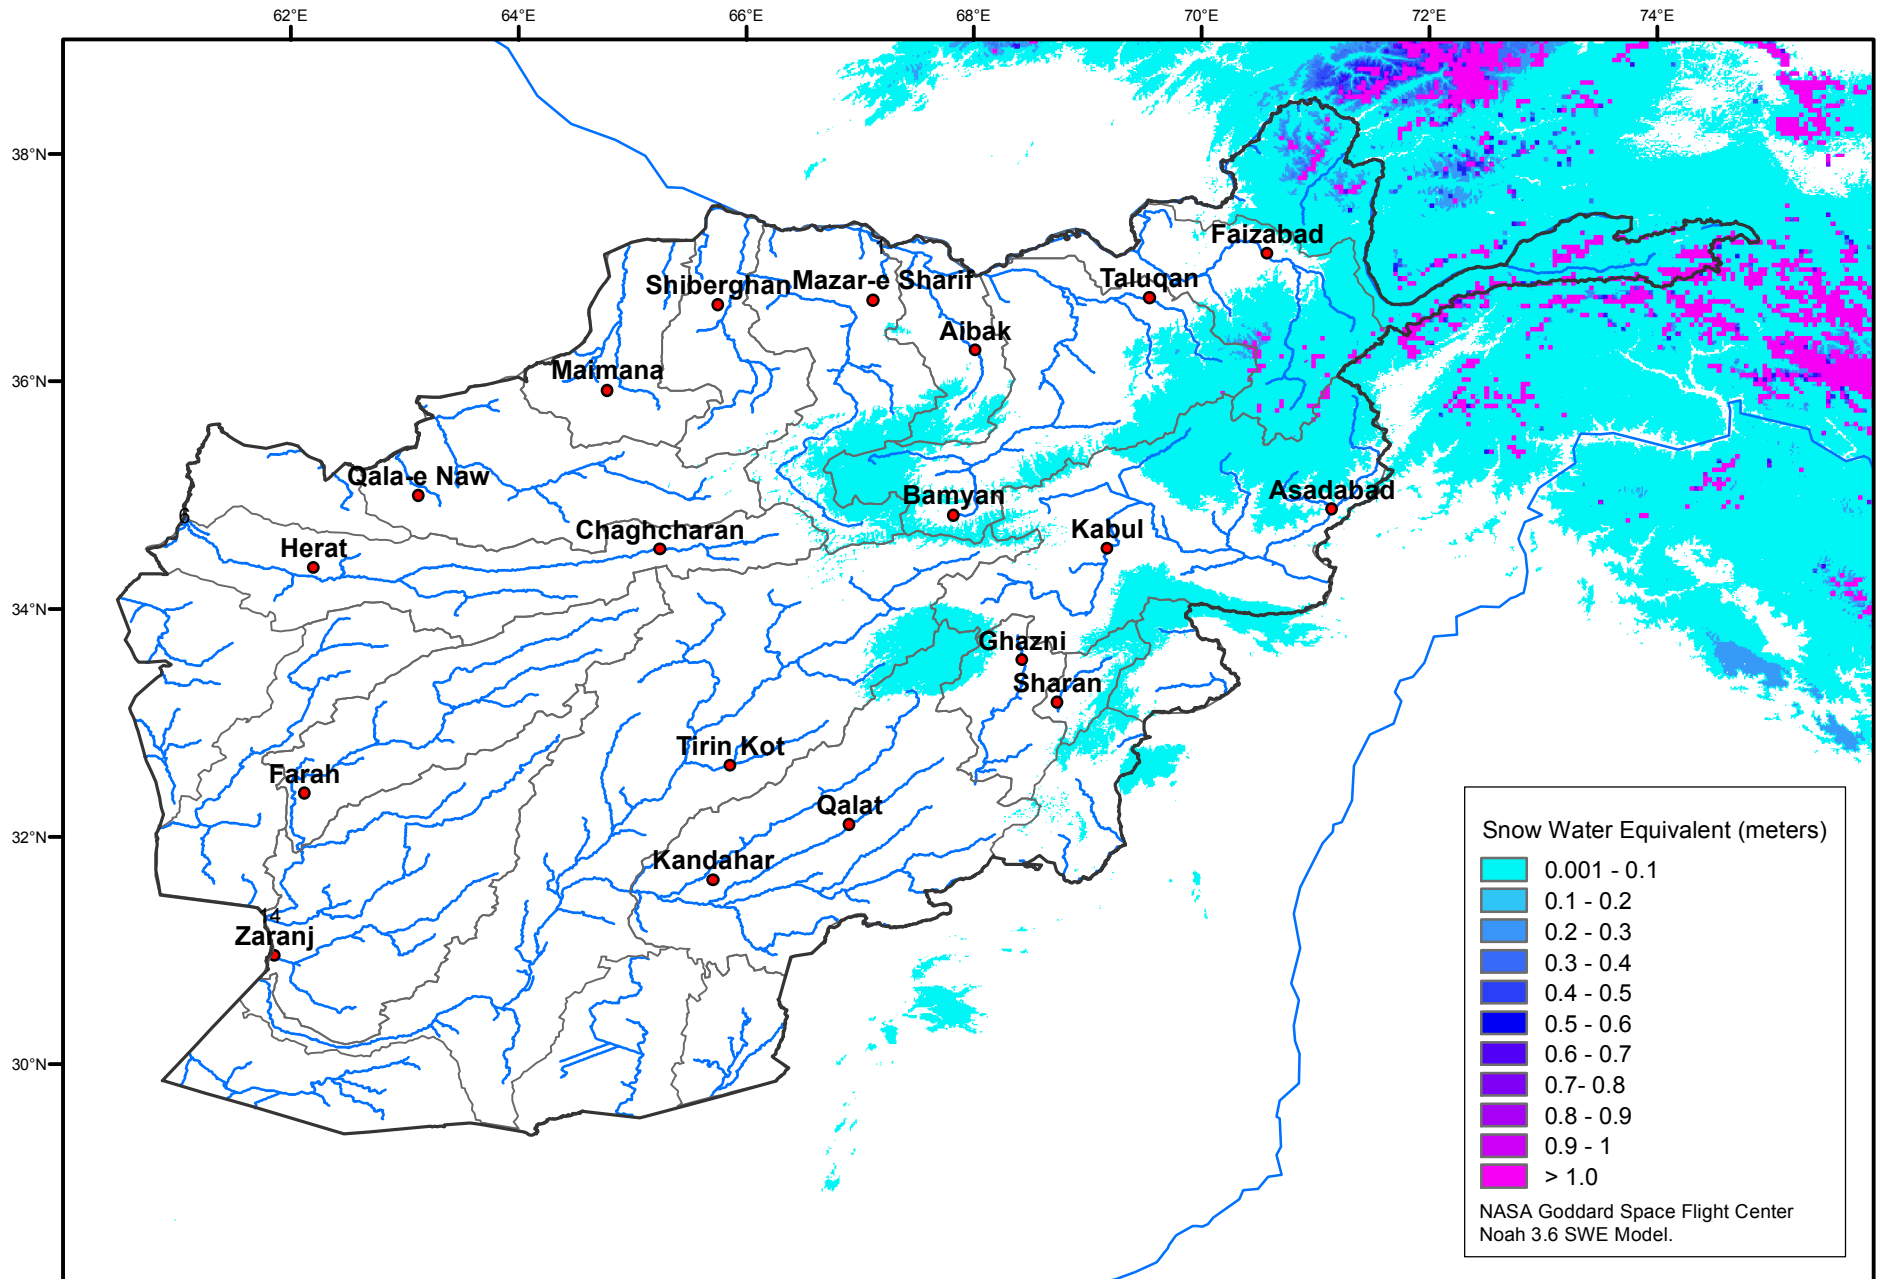 62°E 64°E 66°E 68°E 70°E 72°E 74°E
38°N
36°N
34°N
32°N
30°N
Faizabad
Shiberghan
Mazar-e Sharif
Taluqan
Aibak
Maimana
Qala-e Naw
Bamyan
Asadabad
Chaghcharan
Kabul
Herat
Ghazni
Sharan
Tirin Kot
Farah
Qalat
Kandahar
14
Zaranj
Snow Water Equivalent (meters)
0.001 - 0.1
0.1 - 0.2
0.2 - 0.3
0.3 - 0.4
0.4 - 0.5
0.5 - 0.6
0.6 - 0.7
0.7- 0.8
0.8 - 0.9
0.9 - 1
> 1.0
NASA Goddard Space Flight Center
Noah 3.6 SWE Model.